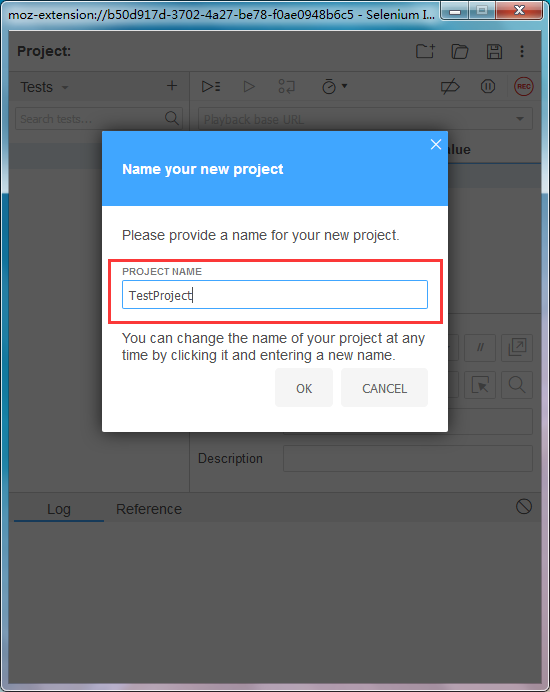 moz-extension://b50d917d-3702-4a27-be78-f0ae0948b6c5 - Selenium I...
Project:
Tests
Search tests...
Playback base URL
alue
REC
Name your new project
Please provide a name for your new project.
PROJECT NAME
TestProject
You can change the name of your project at any
time by clicking it and entering a new name.
OK
CANCEL
//
Description
Log
Reference